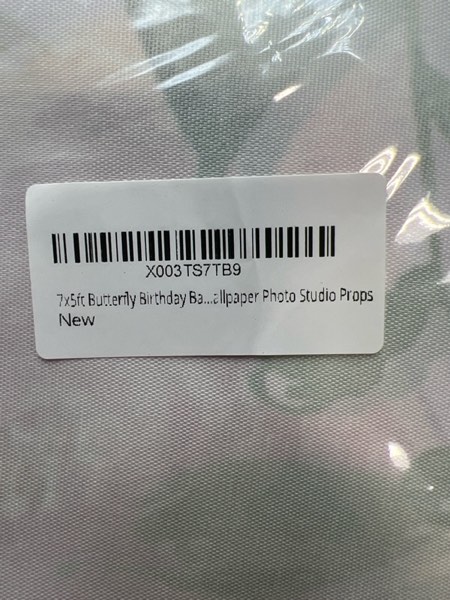 X003TS7TB9
7x5ft Butterfly Birthday Ba...allpaper Photo Studio Props
New